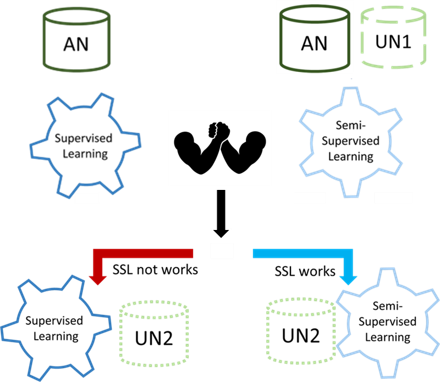 AN
AN
UN1
Supervised
Learning
Semi-
Supervised
Learning
SSL not works
SSL works
Supervised
Learning
UN2
UN2
Semi-
Supervised
Learning